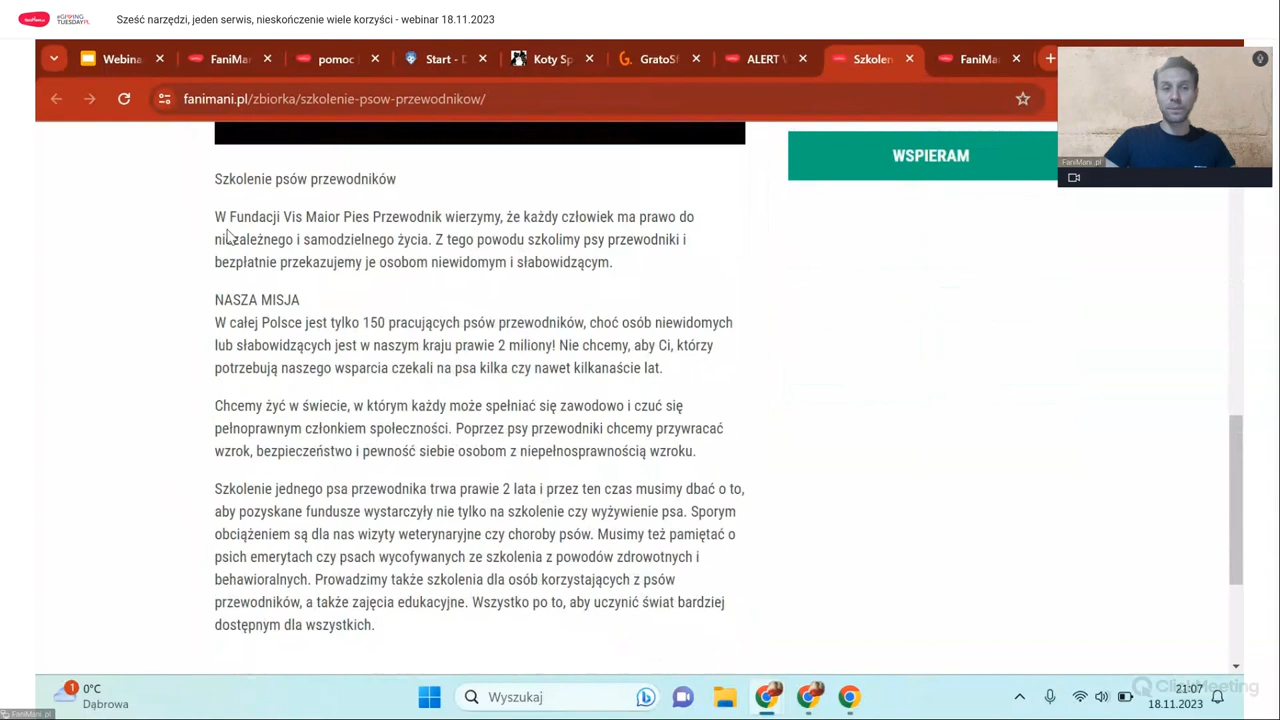 FaniMani.pl
#GIVING
TUESDAYPL
Sześć narzędzi, jeden serwis, nieskończenie wiele korzyści - webinar 18.11.2023
Webina
FaniMa
pomoc
Start - D
Koty Sp
GratoS
ALERT V
Szkolen
FaniMa
fanimani.pl/zbiorka/szkolenie-psow-przewodnikow/
WSPIERAM
FaniMani .pl
Szkolenie psów przewodników
W Fundacji Vis Maior Pies Przewodnik wierzymy, że każdy człowiek ma prawo do
niezależnego i samodzielnego życia. Z tego powodu szkolimy psy przewodniki i
bezpłatnie przekazujemy je osobom niewidomym i słabowidzącym.
NASZA MISJA
W całej Polsce jest tylko 150 pracujących psów przewodników, choć osób niewidomych
lub słabowidzących jest w naszym kraju prawie 2 miliony! Nie chcemy, aby Ci, którzy
potrzebują naszego wsparcia czekali na psa kilka czy nawet kilkanaście lat.
Chcemy żyć w świecie, w którym każdy może spełniać się zawodowo i czuć się
pełnoprawnym członkiem społeczności. Poprzez psy przewodniki chcemy przywracać
wzrok, bezpieczeństwo i pewność siebie osobom z niepełnosprawnością wzroku.
Szkolenie jednego psa przewodnika trwa prawie 2 lata i przez ten czas musimy dbać o to,
aby pozyskane fundusze wystarczyły nie tylko na szkolenie czy wyżywienie psa. Sporym
obciążeniem są dla nas wizyty weterynaryjne czy choroby psów. Musimy też pamiętać o
psich emerytach czy psach wycofywanych ze szkolenia z powodów zdrowotnych i
behawioralnych. Prowadzimy także szkolenia dla osób korzystających z psów
przewodników, a także zajęcia edukacyjne. Wszystko po to, aby uczynić świat bardziej
dostępnym dla wszystkich.
1
0°C
Dąbrowa
Wyszukaj
21:07
18.11.2023
ClickMeeting
FaniMani .pl